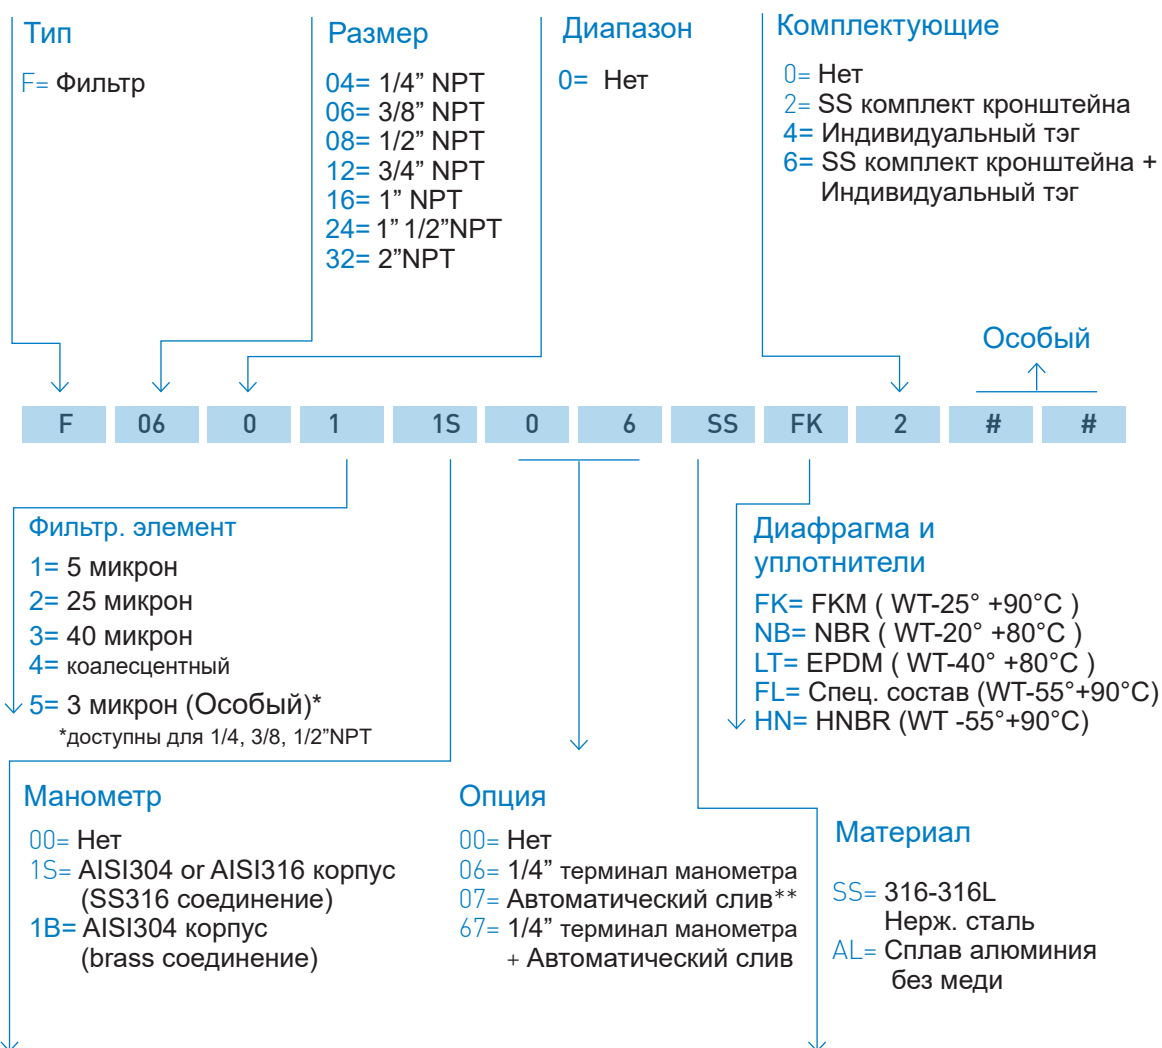 Тип
F= Фильтр
Размер
04= 1/4” NPT
06= 3/8” NPT
08= 1/2” NPT
12= 3/4” NPT
16= 1” NPT
24= 1” 1/2”NPT
32= 2”NPT
Диапазон
0= Нет
Комплектующие
0= Нет
2= SS комплект кронштейна
4= Индивидуальный тэг
6= SS комплект кронштейна +
Индивидуальный тэг
Особый
F 06 0 1 1S 0 6 SS FK 2 # #
Фильтр. элемент
1= 5 микрон
2= 25 микрон
3= 40 микрон
4= коалесцентный
5= 3 микрон (Особый)*
*доступны для 1/4, 3/8, 1/2”NPT
Диафрагма и
уплотнители
FK= FKM ( WT-25° +90°C )
NB= NBR ( WT-20° +80°C )
LT= EPDM ( WT-40° +80°C )
FL= Спец. состав (WT-55°+90°C)
HN= HNBR (WT -55°+90°C)
Манометр
00= Нет
1S= AISI304 or AISI316 корпус
(SS316 соединение)
1B= AISI304 корпус
(brass соединение)
Опция
00= Нет
06= 1/4” терминал манометра
07= Автоматический слив**
67= 1/4” терминал манометра
+ Автоматический слив
Материал
SS= 316-316L
Нерж. сталь
AL= Сплав алюминия
без меди